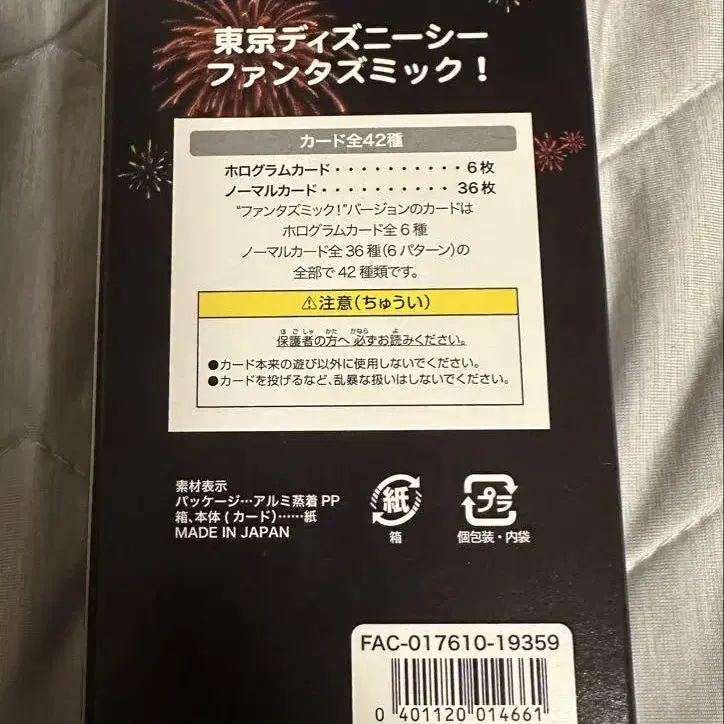 東京ディズニーシー
ファンタズミック！
カード全42種
ホログラムカード・・・・・・・・・・・6枚
ノーマルカード・・・・・・・・・・・36枚
“ファンタズミック！”バージョンのカードは
ホログラムカード全6種
ノーマルカード全36種（6パターン）の
全部で42種類です。
⚠注意（ちゅうい）
ほごしゃ かた かなら よ
保護者の方へ必ずお読みください。
●カード本来の遊び以外に使用しないでください。
●カードを投げるなど、乱暴な扱いはしないでください。
素材表示
パッケージ…アルミ蒸着PP
箱、本体(カード)……紙
MADE IN JAPAN
紙
箱
プラ
個包装・内袋
FAC-017610-19359
0 401120 014661